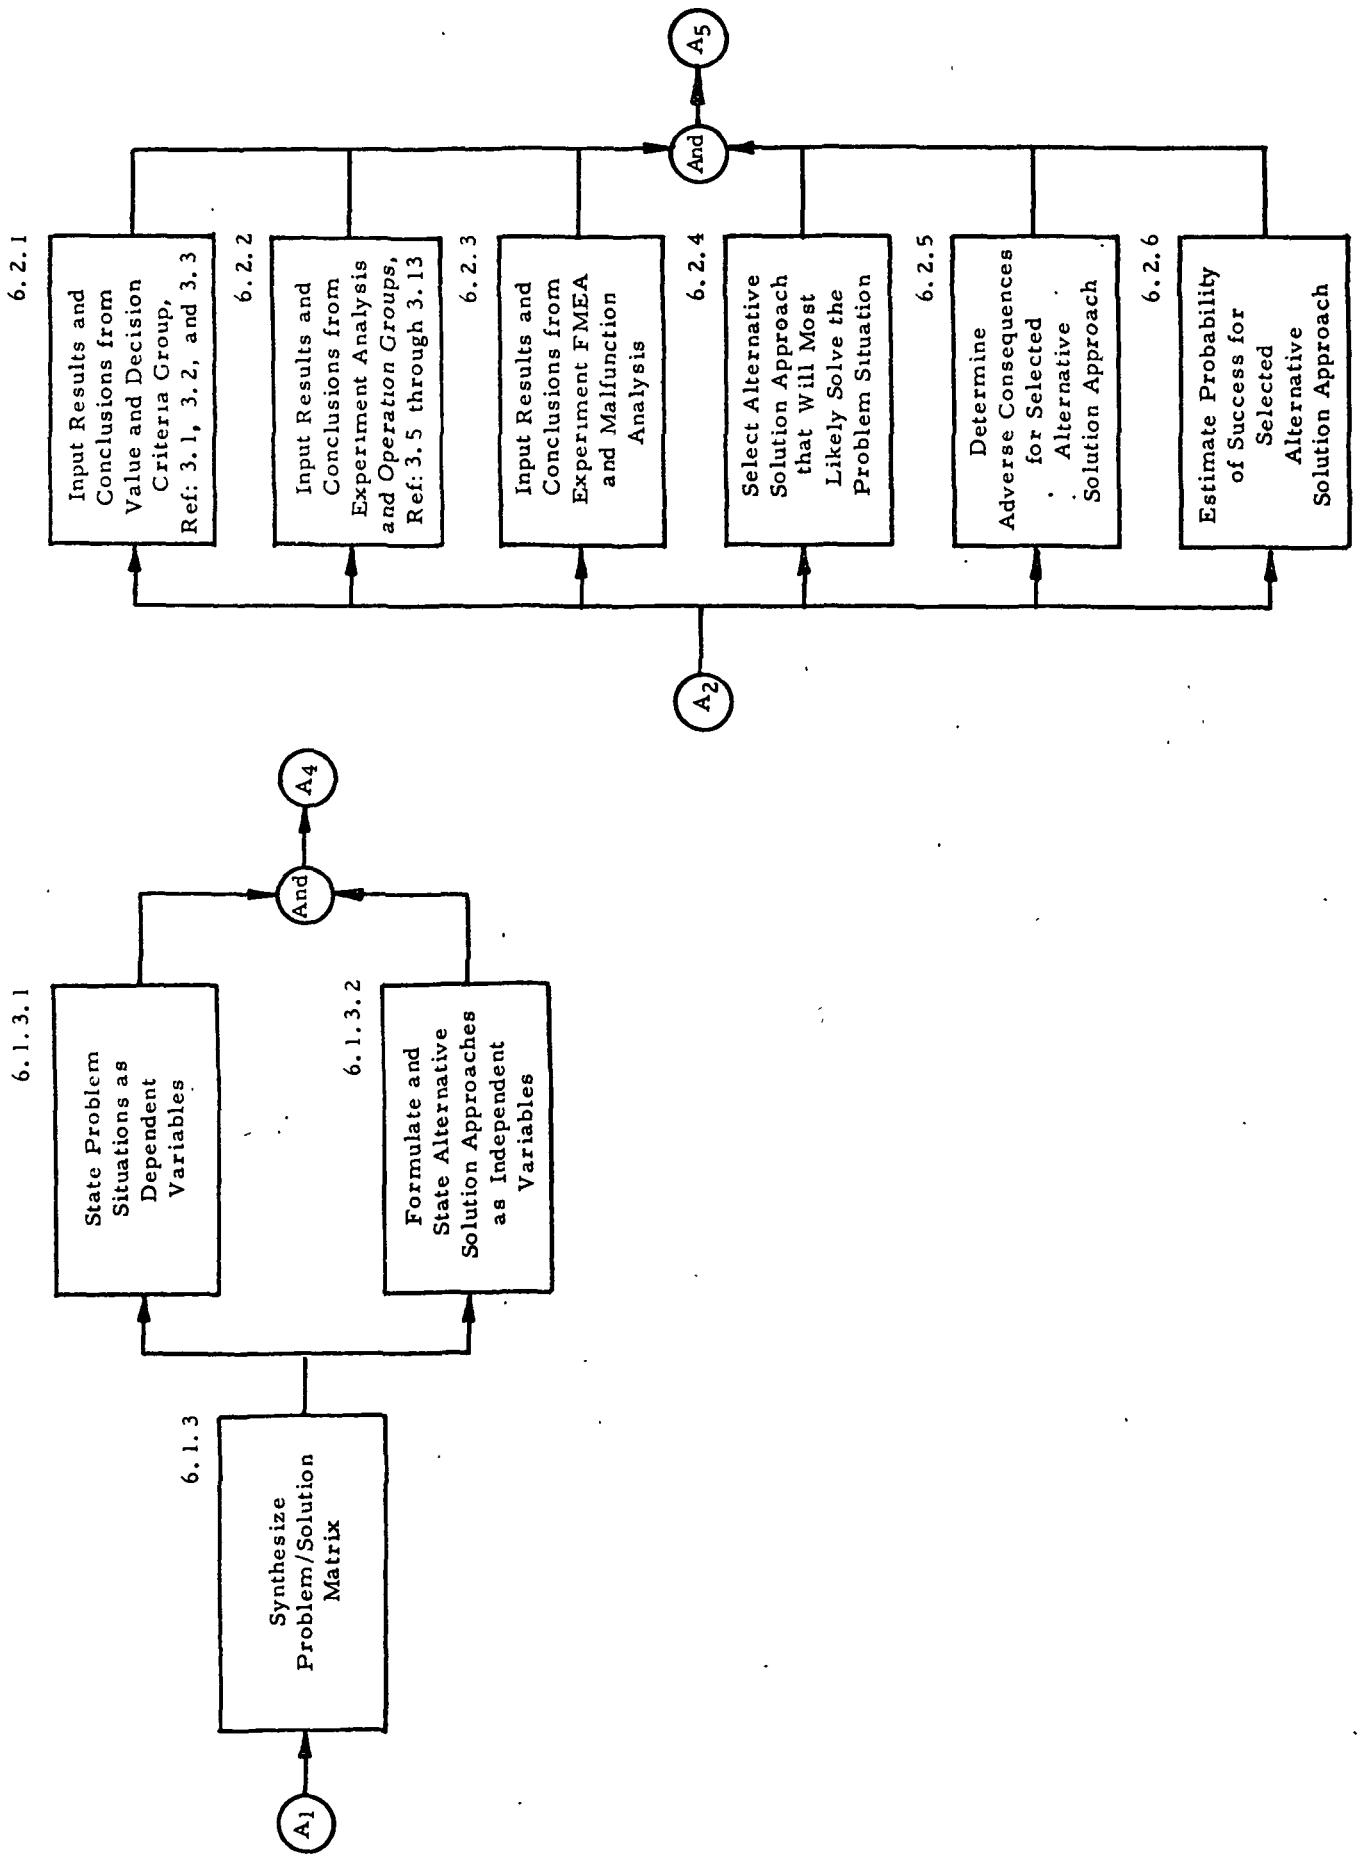 A1
6.1.3
Synthesize
Problem/Solution
Matrix
6.1.3.1
State Problem
Situations as
Dependent
Variables
6.1.3.2
Formulate and
State Alternative
Solution Approaches
as Independent
Variables
And
A4
A2
6.2.1
Input Results and
Conclusions from
Value and Decision
Criteria Group,
Ref: 3.1, 3.2, and 3.3
6.2.2
Input Results and
Conclusions from
Experiment Analysis
and Operation Groups,
Ref: 3.5 through 3.13
6.2.3
Input Results and
Conclusions from
Experiment FMEA
and Malfunction
Analysis
6.2.4
Select Alternative
Solution Approach
that Will Most
Likely Solve the
Problem Situation
6.2.5
Determine
Adverse Consequences
for Selected
Alternative
Solution Approach
6.2.6
Estimate Probability
of Success for
Selected
Alternative
Solution Approach
And
A5